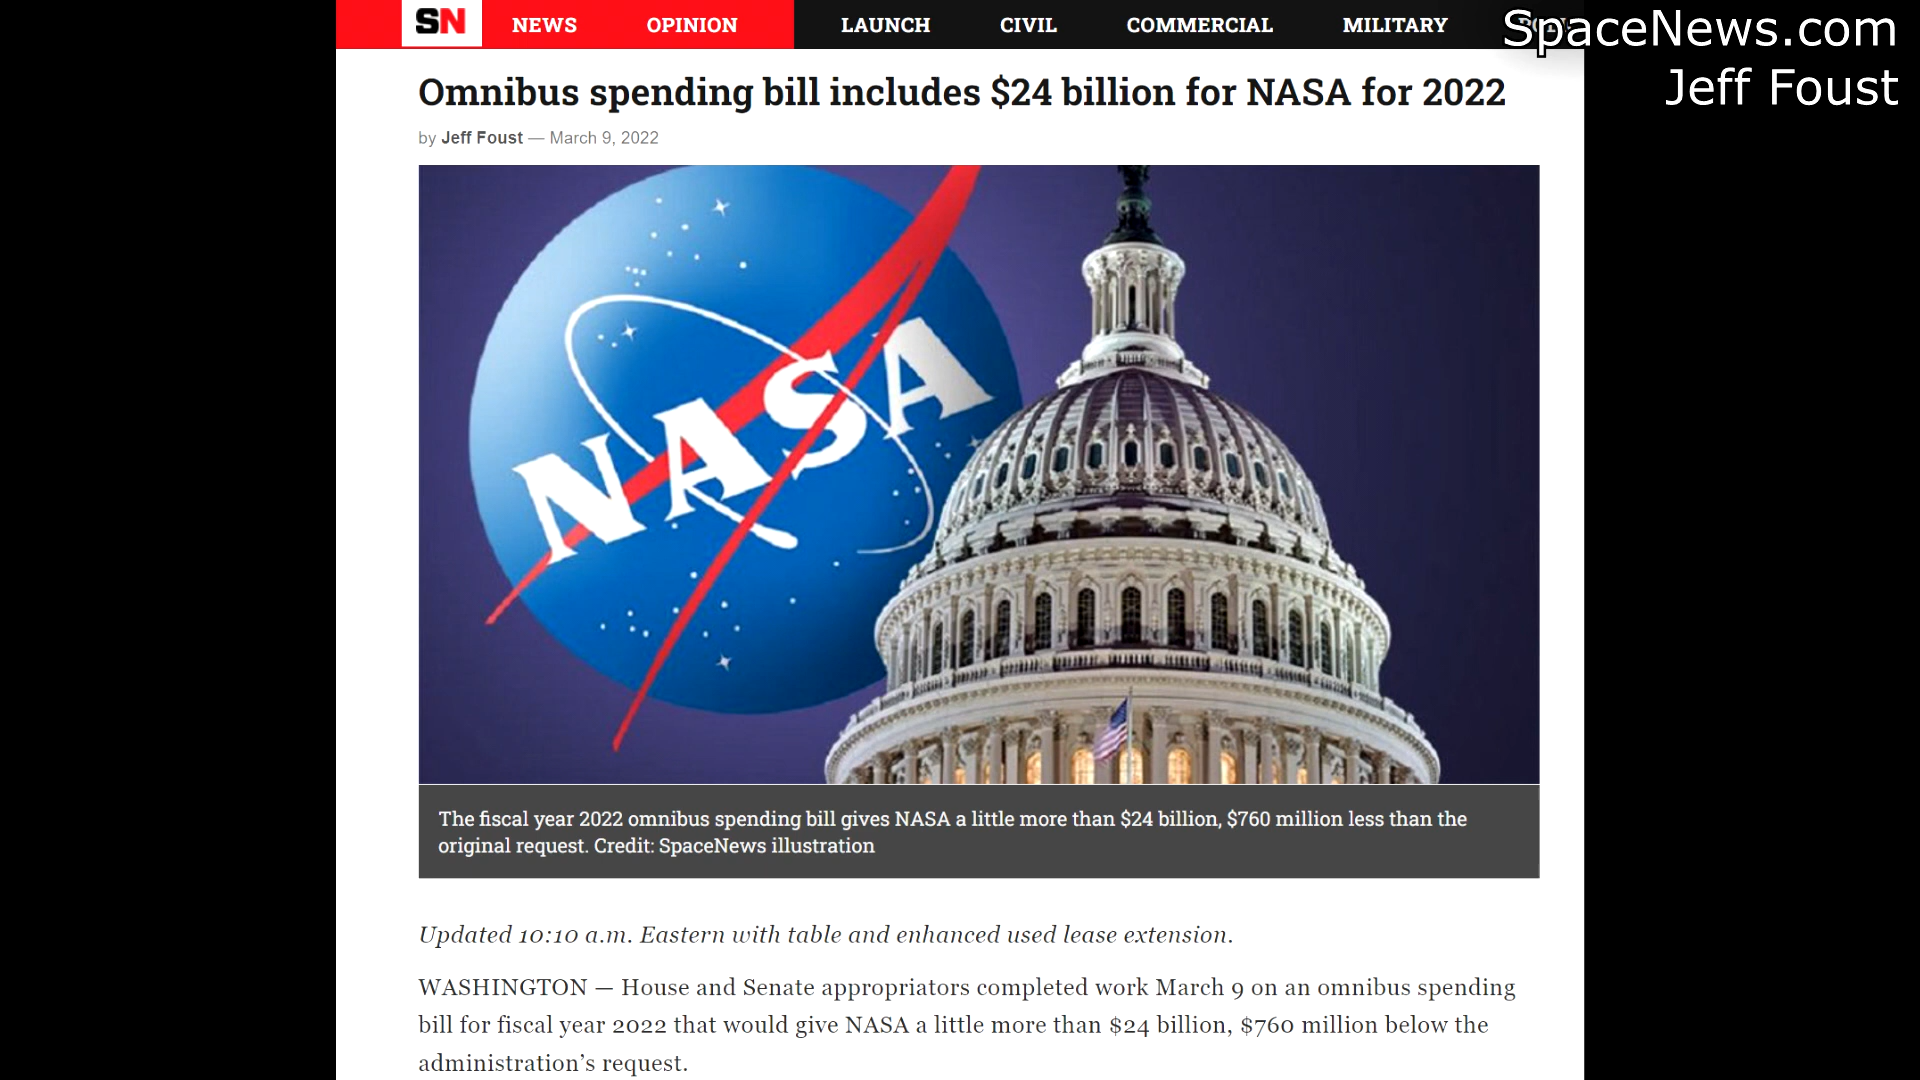 SN NEWS OPINION LAUNCH CIVIL COMMERCIAL MILITARY
SpaceNews.com
Jeff Foust
Omnibus spending bill includes $24 billion for NASA for 2022
by Jeff Foust — March 9, 2022
NASA
The fiscal year 2022 omnibus spending bill gives NASA a little more than $24 billion, $760 million less than the
original request. Credit: SpaceNews illustration
Updated 10:10 a.m. Eastern with table and enhanced used lease extension.
WASHINGTON — House and Senate appropriators completed work March 9 on an omnibus spending
bill for fiscal year 2022 that would give NASA a little more than $24 billion, $760 million below the
administration’s request.